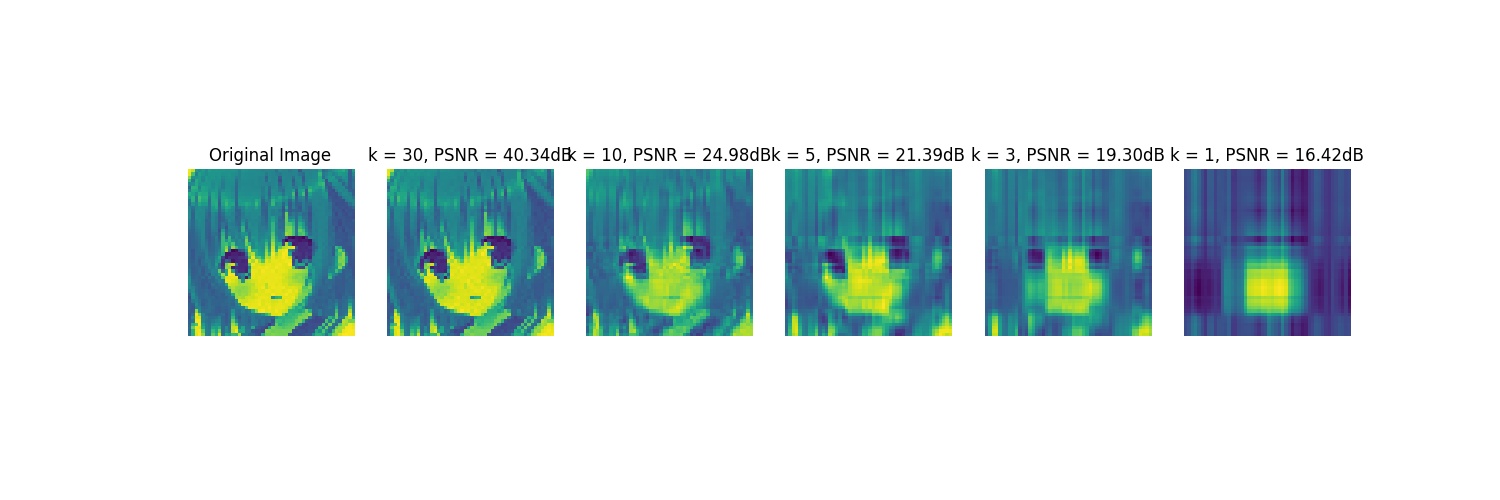 Original Image
k = 30, PSNR = 40.34dB
k = 10, PSNR = 24.98dB
k = 5, PSNR = 21.39dB
k = 3, PSNR = 19.30dB
k = 1, PSNR = 16.42dB